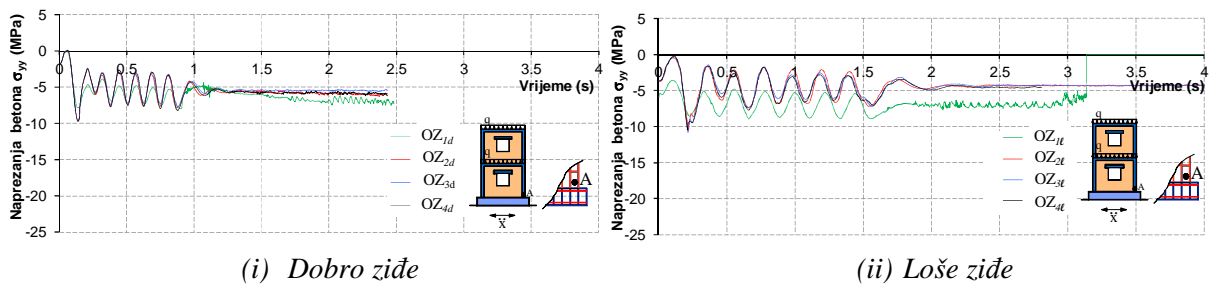 Naprezanja betona σyy (MPa)
5
0
-5
-10
-15
-20
-25
0
0.5
1
1.5
2
2.5
3
3.5
4
Vrijeme (s)
OZ1d
OZ2d
OZ3d
OZ4d
q
q
A
ẍ
A
(i) Dobro ziđe
Naprezanja betona σyy (MPa)
5
0
-5
-10
-15
-20
-25
0
0.5
1
1.5
2
2.5
3
3.5
4
Vrijeme (s)
OZ1ℓ
OZ2ℓ
OZ3ℓ
OZ4ℓ
q
q
A
ẍ
A
(ii) Loše ziđe